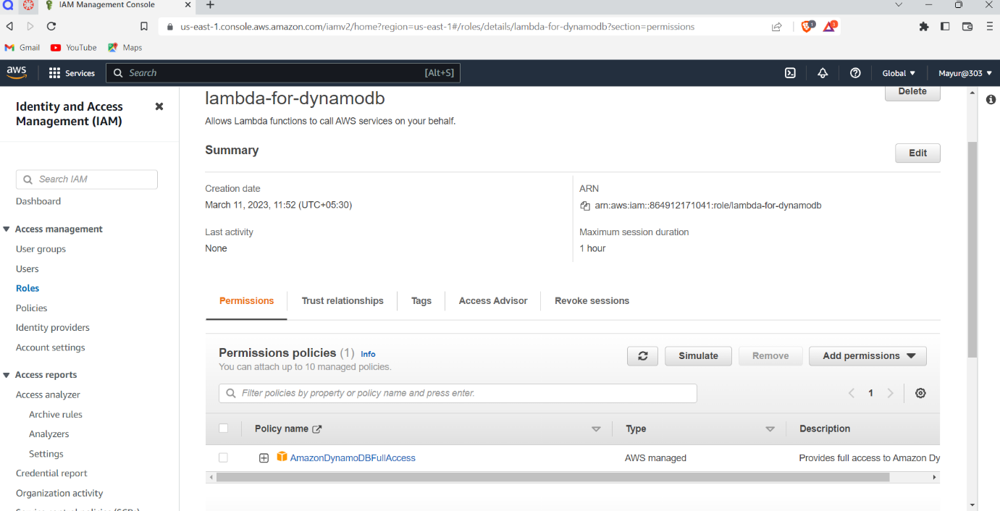 IAM Management Console
us-east-1.console.aws.amazon.com/iamv2/home?region=us-east-1#/roles/details/lambda-for-dynamodb?section=permissions
1
3
Gmail
YouTube
Maps
aws
Services
Search
[Alt+S]
Global
Mayur@303
Identity and Access
Management (IAM)
Search IAM
Dashboard
Access management
User groups
Users
Roles
Policies
Identity providers
Account settings
Access reports
Access analyzer
Archive rules
Analyzers
Settings
Credential report
Organization activity
lambda-for-dynamodb
Delete
Allows Lambda functions to call AWS services on your behalf.
Summary
Edit
Creation date
March 11, 2023, 11:52 (UTC+05:30)
ARN
arn:aws:iam::864912171041:role/lambda-for-dynamodb
Last activity
None
Maximum session duration
1 hour
Permissions
Trust relationships
Tags
Access Advisor
Revoke sessions
Permissions policies (1) Info
You can attach up to 10 managed policies.
Simulate
Remove
Add permissions
Filter policies by property or policy name and press enter.
1
Policy name
Type
Description
AmazonDynamoDBFullAccess
AWS managed
Provides full access to Amazon Dy